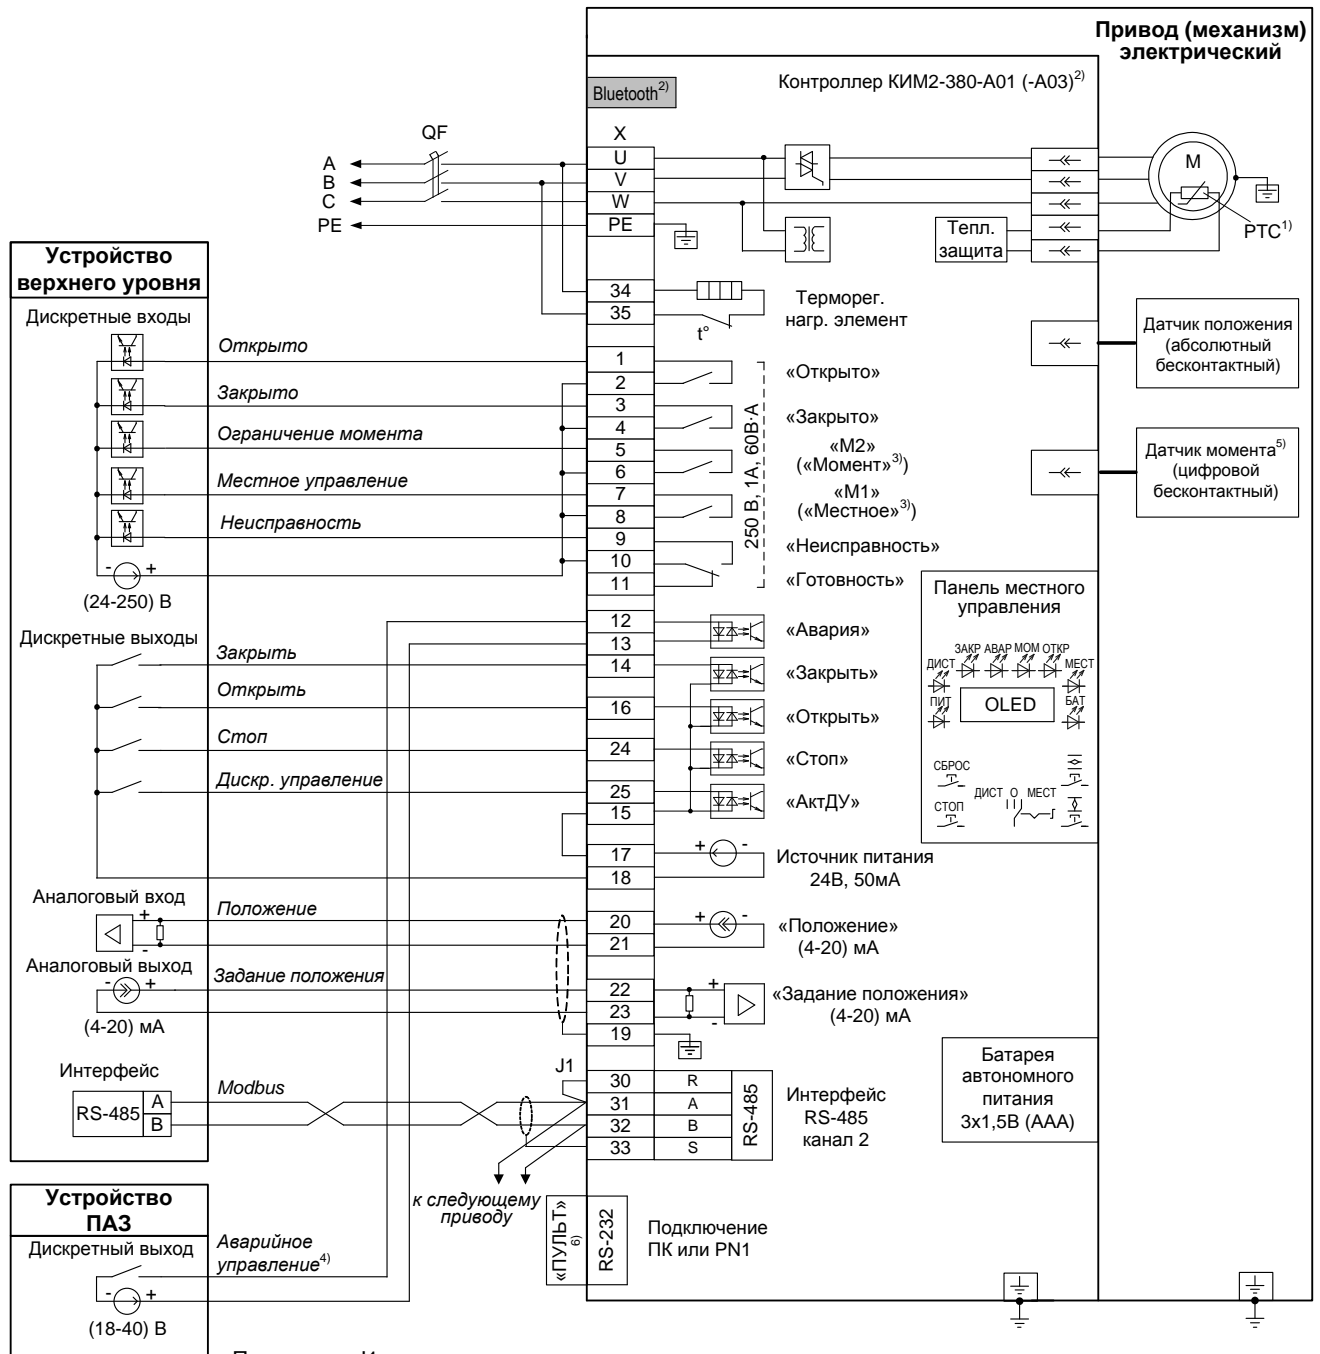 Привод (механизм)
электрический
Контроллер КИМ2-380-А01 (-А03)2)
Bluetooth2)
QF
X
A
B
C
PE
U
V
W
PE
M
РТС1)
Тепл.
защита
34
35
t°
Терморег.
нагр. элемент
Датчик положения
(абсолютный
бесконтактный)
Датчик момента5)
(цифровой
бесконтактный)
Устройство
верхнего уровня
Дискретные входы
Открыто
Закрыто
Ограничение момента
Местное управление
Неисправность
- +
(24-250) В
1
2
3
4
5
6
7
8
9
10
11
250 В, 1А, 60В·А
«Открыто»
«Закрыто»
«М2»
(«Момент»3))
«М1»
(«Местное»3))
«Неисправность»
«Готовность»
Дискретные выходы
Закрыть
Открыть
Стоп
Дискр. управление
12
13
14
16
24
25
15
17
18
«Авария»
«Закрыть»
«Открыть»
«Стоп»
«АктДУ»
+ -
Источник питания
24В, 50мА
Панель местного
управления
ЗАКР АВАР МОМ ОТКР
ДИСТ
МЕСТ
ПИТ
OLED
БАТ
СБРОС
ДИСТ О МЕСТ
СТОП
Аналоговый вход
+
-
Положение
20
21
+ -
«Положение»
(4-20) мА
Аналоговый выход
- +
(4-20) мА
Задание положения
22
23
19
+
-
«Задание положения»
(4-20) мА
Интерфейс
RS-485
A
B
Modbus
J1
30
31
32
33
R
A
B
S
RS-485
Интерфейс
RS-485
канал 2
Батарея
автономного
питания
3х1,5В (ААА)
к следующему
приводу
«ПУЛЬТ»
6)
RS-232
Подключение
ПК или PN1
Устройство
ПАЗ
Дискретный выход
- +
(18-40) В
Аварийное
управление4)